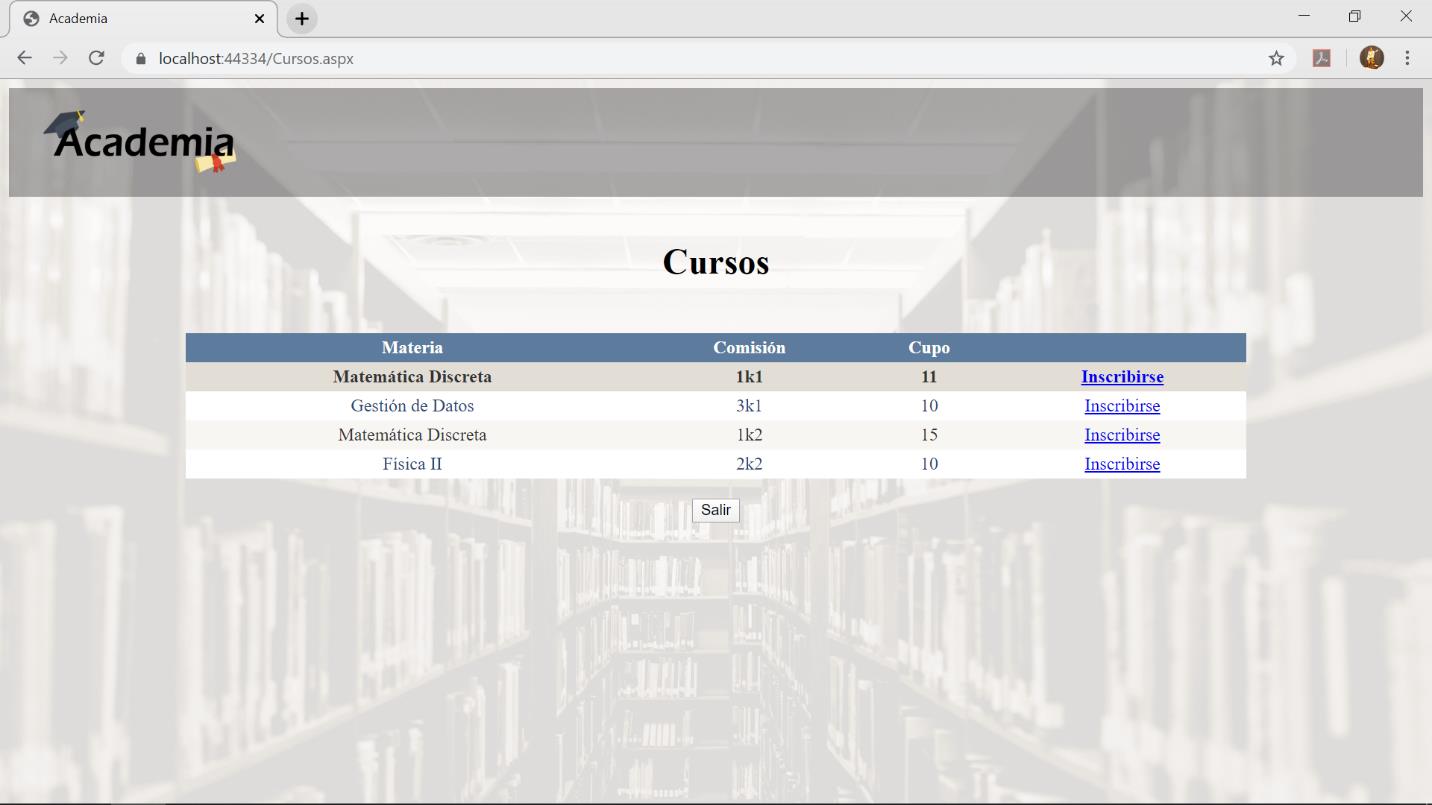 Academia
localhost:44334/Cursos.aspx
Academia
Cursos
Materia Comisión Cupo
Matemática Discreta 1k1 11 Inscribirse
Gestión de Datos 3k1 10 Inscribirse
Matemática Discreta 1k2 15 Inscribirse
Física II 2k2 10 Inscribirse
Salir